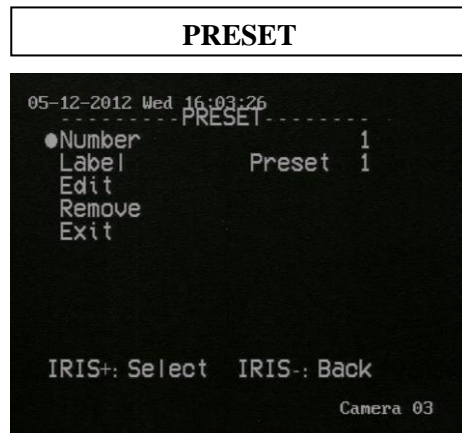 PRESET
05-12-2012 Wed 16:03:26
---------PRESET--------
●Number 1
Label Preset 1
Edit
Remove
Exit
IRIS+: Select IRIS-: Back
Camera 03